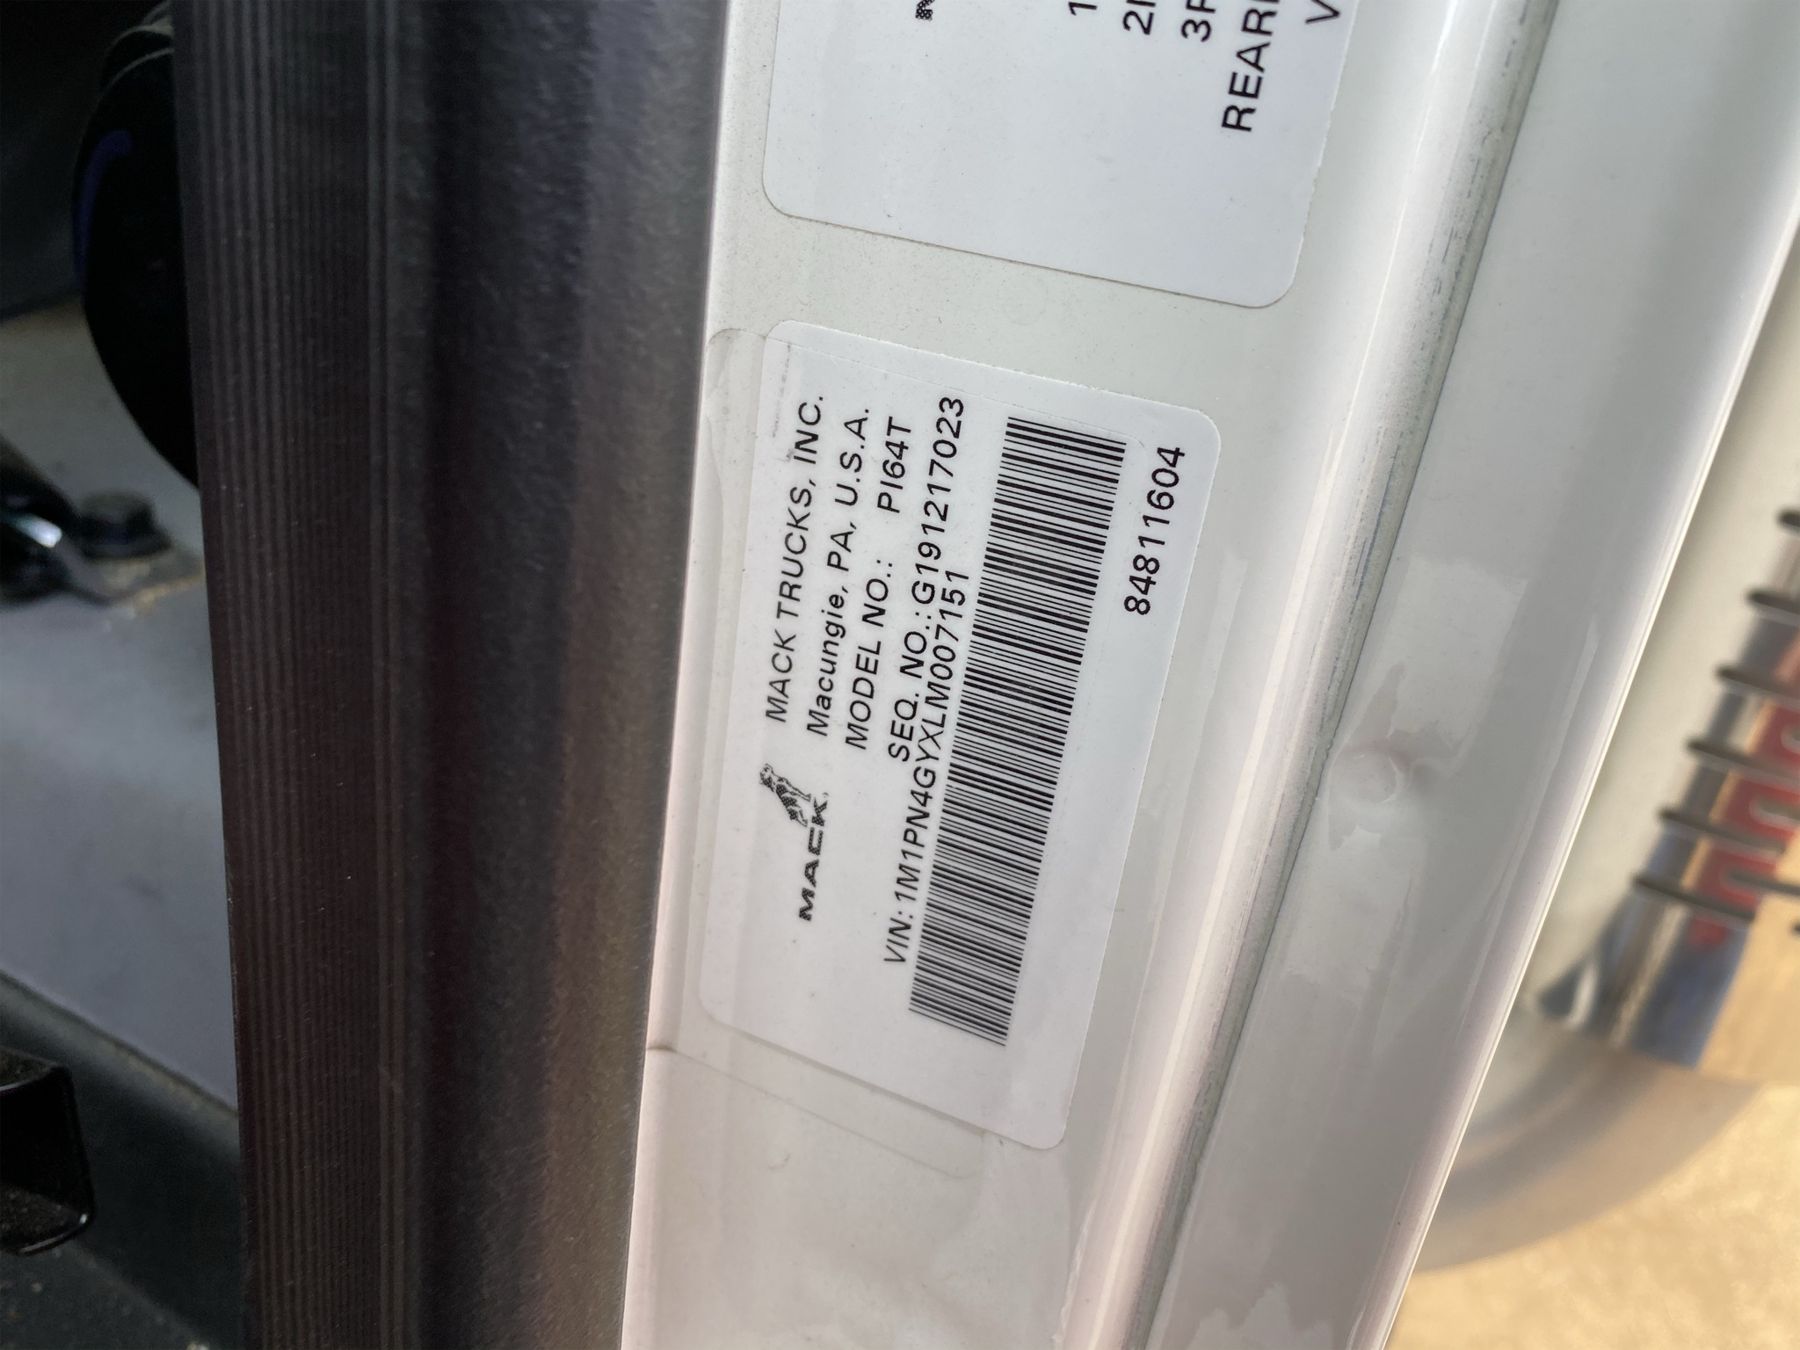 REAR
MACK TRUCKS, INC.
Macungie, PA, U.S.A.
MODEL NO.: PI64T
SEQ. NO.: G191217023
MACK
VIN: 1M1PN4GYXLM007151
84811604